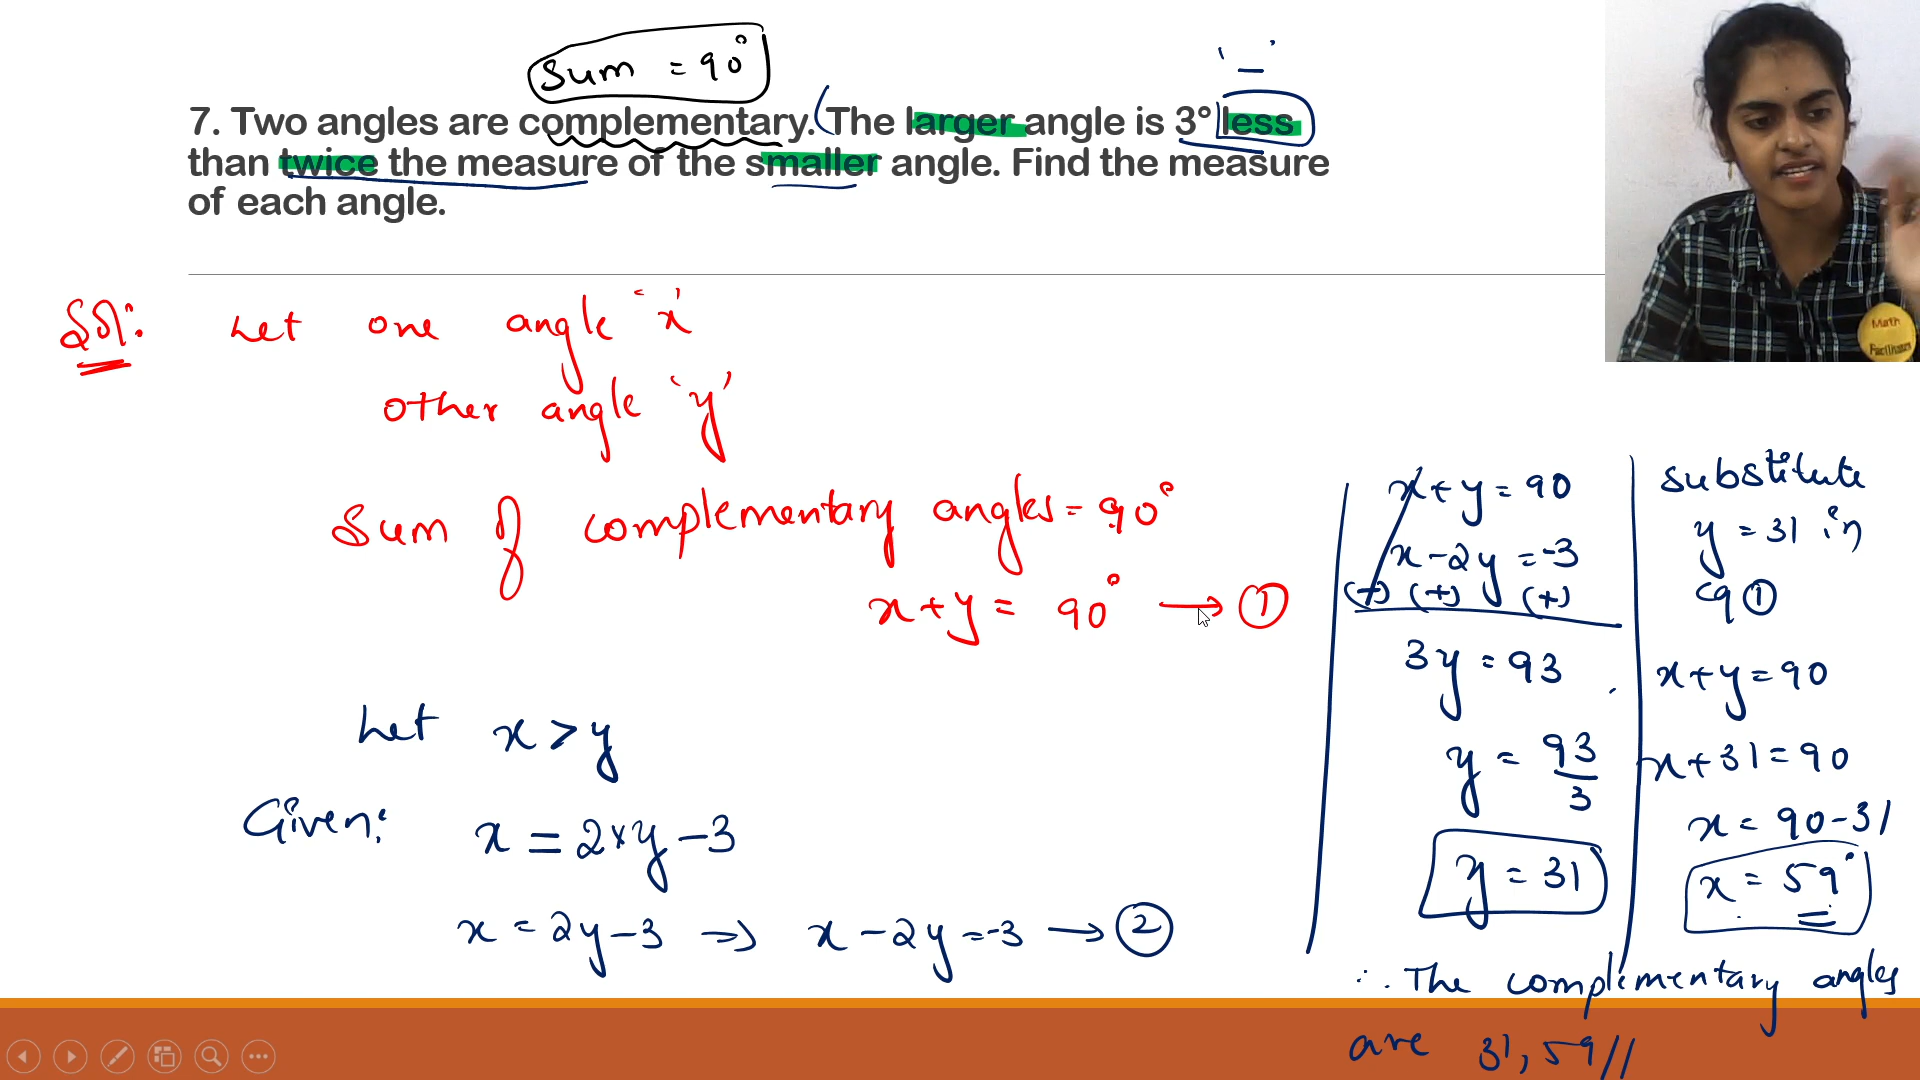 Sum = 90°
'–'
7. Two angles are complementary. (The larger angle is 3° less
than twice the measure of the smaller angle. Find the measure
of each angle.
Sol:
Let one angle 'x'
other angle 'y'
Sum of complementary angles = 90°
x + y = 90° → ①
Let x > y
Given: x = 2 × y - 3
x = 2y - 3 ⇒ x - 2y = -3 → ②
x + y = 90
x - 2y = -3
(+) (+) (+)
3y = 93
y = 93/3
y = 31
substitute
y = 31 in
eq ①
x + y = 90
x + 31 = 90
x = 90 - 31
x = 59°
∴ The complimentary angles
are 31, 59 //
Math
Facilitator